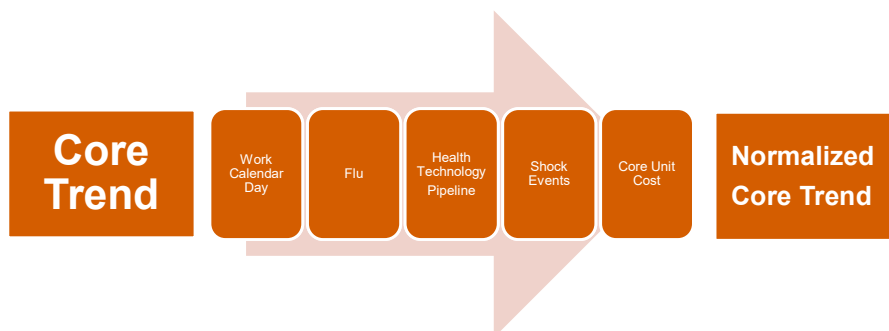 Core
Trend
Work
Calendar
Day
Flu
Health
Technology
Pipeline
Shock
Events
Core Unit
Cost
Normalized
Core Trend